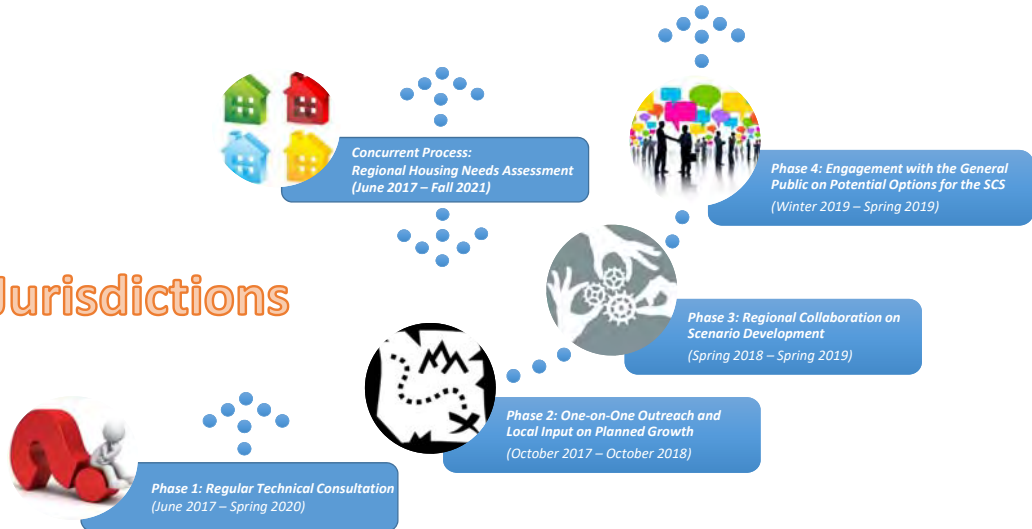 Concurrent Process:
Regional Housing Needs Assessment
(June 2017 – Fall 2021)
Phase 4: Engagement with the General
Public on Potential Options for the SCS
(Winter 2019 – Spring 2019)
Jurisdictions
Phase 3: Regional Collaboration on
Scenario Development
(Spring 2018 – Spring 2019)
Phase 2: One-on-One Outreach and
Local Input on Planned Growth
(October 2017 – October 2018)
Phase 1: Regular Technical Consultation
(June 2017 – Spring 2020)